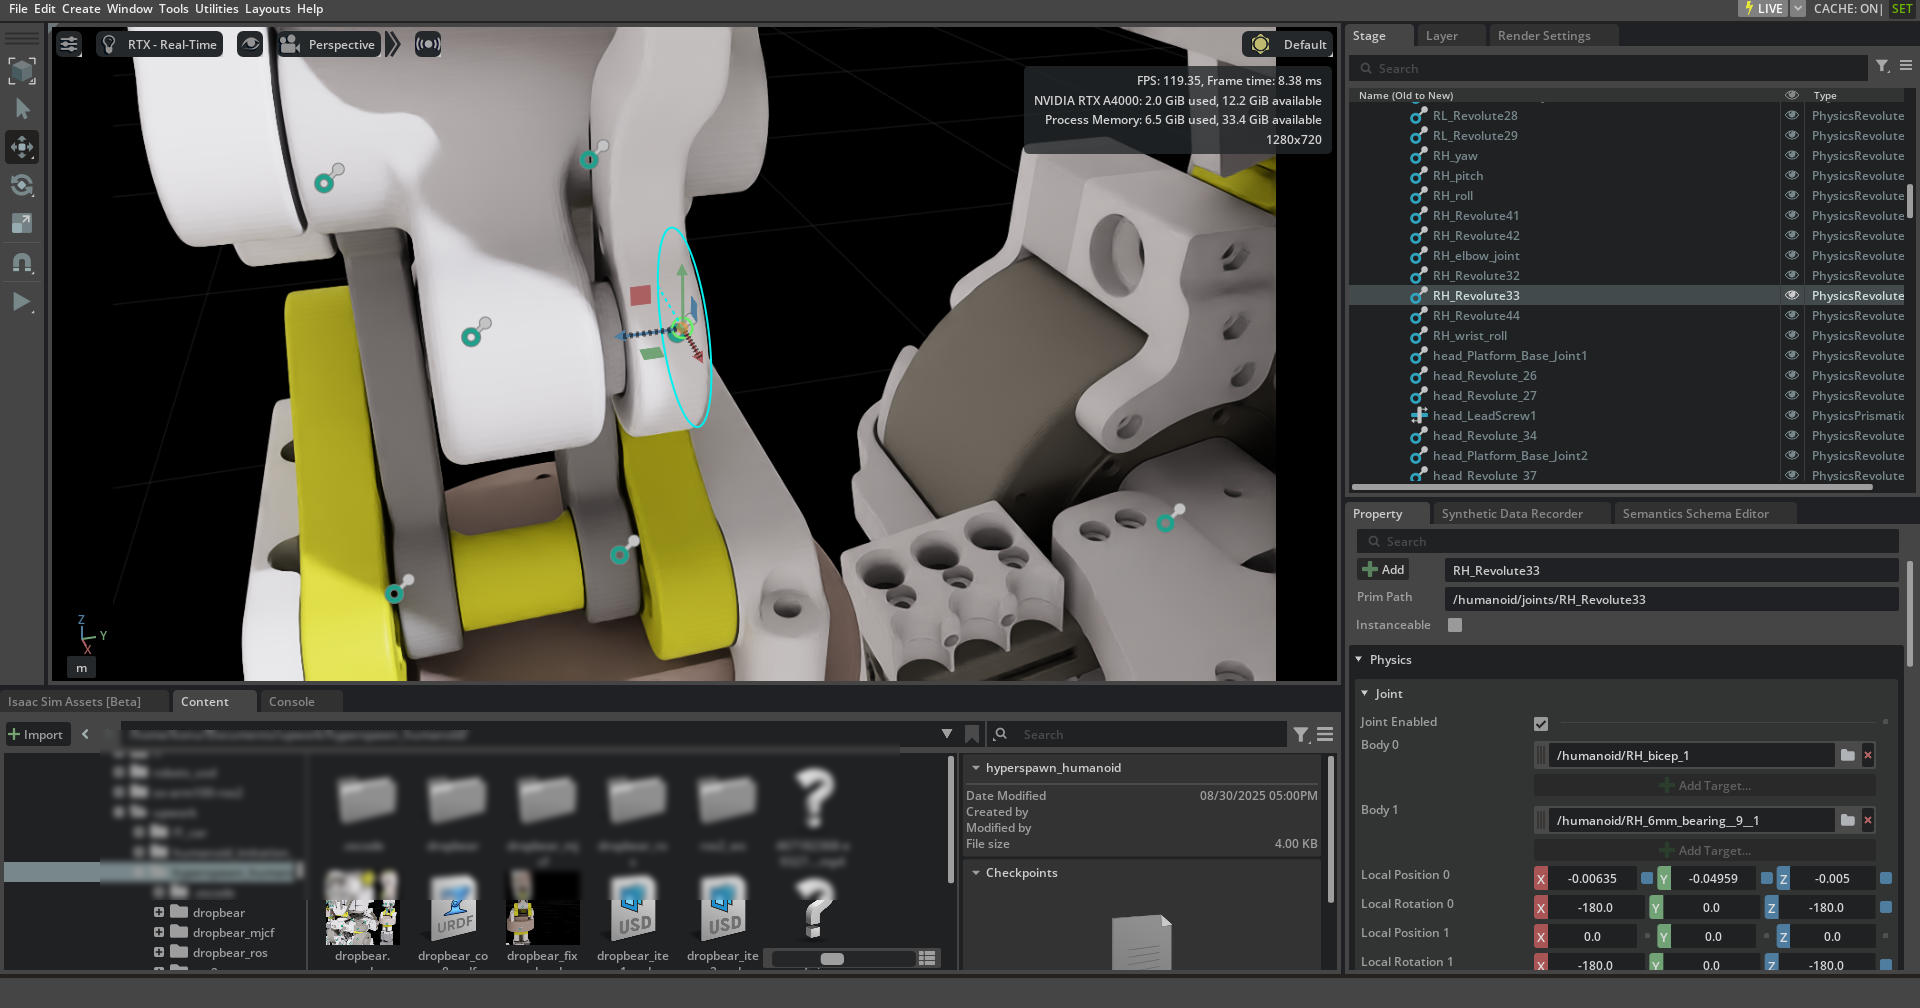 File Edit Create Window Tools Utilities Layouts Help
LIVE
CACHE: ON
SET
RTX - Real-Time
Perspective
Default
FPS: 119.35, Frame time: 8.38 ms
NVIDIA RTX A4000: 2.0 GiB used, 12.2 GiB available
Process Memory: 6.5 GiB used, 33.4 GiB available
1280x720
Z
Y
X
m
Stage
Layer
Render Settings
Search
Name (Old to New)
Type
RL_Revolute28 PhysicsRevolute
RL_Revolute29 PhysicsRevolute
RH_yaw PhysicsRevolute
RH_pitch PhysicsRevolute
RH_roll PhysicsRevolute
RH_Revolute41 PhysicsRevolute
RH_Revolute42 PhysicsRevolute
RH_elbow_joint PhysicsRevolute
RH_Revolute32 PhysicsRevolute
RH_Revolute33 PhysicsRevolute
RH_Revolute44 PhysicsRevolute
RH_wrist_roll PhysicsRevolute
head_Platform_Base_Joint1 PhysicsRevolute
head_Revolute_26 PhysicsRevolute
head_Revolute_27 PhysicsRevolute
head_LeadScrew1 PhysicsPrismatic
head_Revolute_34 PhysicsRevolute
head_Platform_Base_Joint2 PhysicsRevolute
head_Revolute_37 PhysicsRevolute
Property
Synthetic Data Recorder
Semantics Schema Editor
Search
Add RH_Revolute33
Prim Path /humanoid/joints/RH_Revolute33
Instanceable
Physics
Joint
Joint Enabled
Body 0 /humanoid/RH_bicep_1
Add Target...
Body 1 /humanoid/RH_6mm_bearing__9__1
Add Target...
Local Position 0 X -0.00635 Y -0.04959 Z -0.005
Local Rotation 0 X -180.0 Y 0.0 Z -180.0
Local Position 1 X 0.0 Y 0.0 Z 0.0
Local Rotation 1 X -180.0 Y 0.0 Z -180.0
Isaac Sim Assets [Beta]
Content
Console
Import
Search
dropbear
dropbear_mjcf
dropbear_ros
URDF
USD
USD
dropbear.
dropbear_co
dropbear_fix
dropbear_ite
dropbear_ite
hyperspawn_humanoid
Date Modified 08/30/2025 05:00PM
Created by
Modified by
File size 4.00 KB
Checkpoints